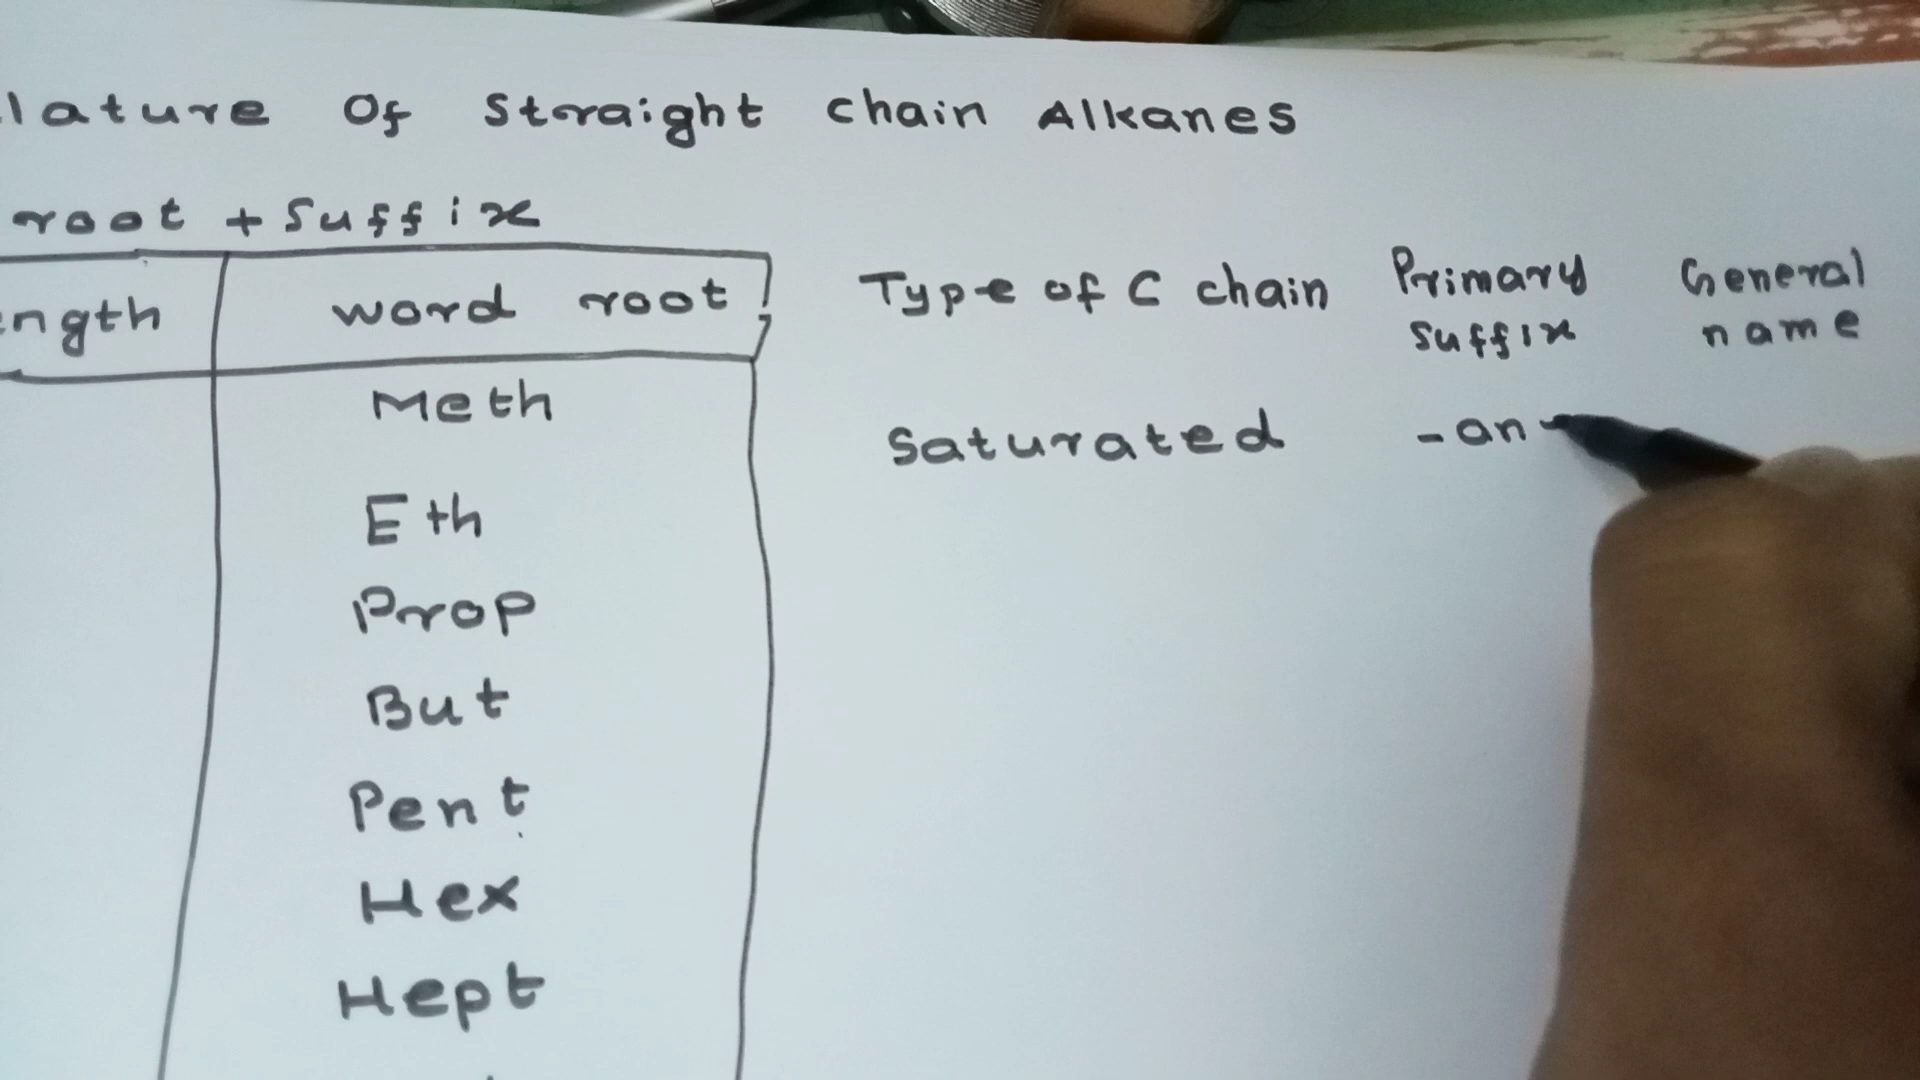 lature Of Straight chain Alkanes
root + Suffix
ngth word root
Type of C chain Primary suffix General name
Meth
Saturated -an
Eth
Prop
But
Pent
Hex
Hept